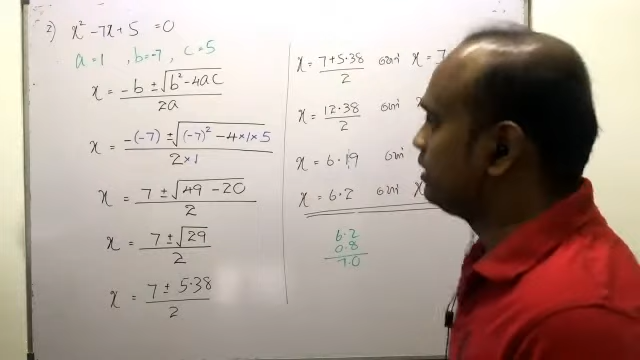 2) x² - 7x + 5 = 0
a = 1 , b = -7 , c = 5
x = -b ± √b² - 4ac / 2a
x = -(-7) ± √(-7)² - 4×1×5 / 2×1
x = 7 ± √49 - 20 / 2
x = 7 ± √29 / 2
x = 7 ± 5.38 / 2
x = 7 + 5.38 / 2 හෝ x = 7
x = 12.38 / 2 හෝ
x = 6.19 හෝ
x = 6.2 හෝ x
6.2
0.8
7.0